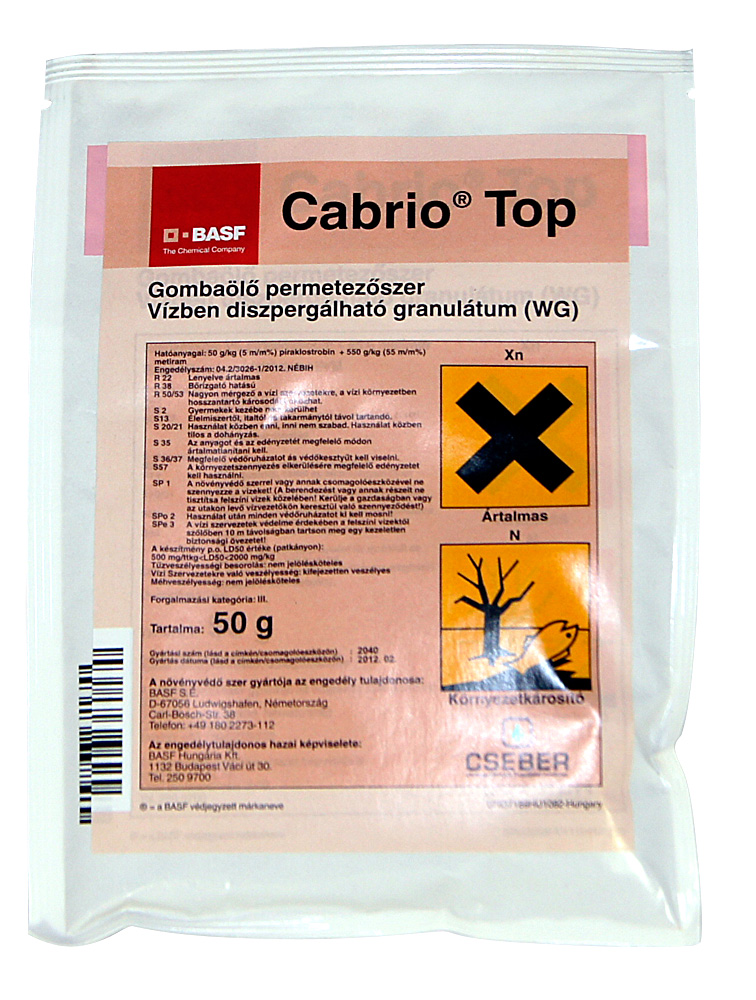 BASF
The Chemical Company
Cabrio® Top
Gombaölő permetezőszer
Vízben diszpergálható granulátum (WG)
Hatóanyagai: 50 g/kg (5 m/m%) piraklostrobin + 550 g/kg (55 m/m%)
metiram
Engedélyszám: 04.2/3026-1/2012. NÉBIH
R 22 Lenyelve ártalmas
R 38 Bőrizgató hatású
R 50/53 Nagyon mérgező a vízi szervezetekre, a vízi környezetben
hosszantartó károsodást okozhat.
S 2 Gyermekek kezébe nem kerülhet
S13 Élelmiszertől, italtól és takarmánytól távol tartandó.
S 20/21 Használat közben enni, inni nem szabad. Használat közben
tilos a dohányzás.
S 35 Az anyagot és az edényzetét megfelelő módon
ártalmatlanítani kell.
S 36/37 Megfelelő védőruházatot és védőkesztyűt kell viselni.
S57 A környezetszennyezés elkerülésére megfelelő edényzetet
kell használni.
SP 1 A növényvédő szerrel vagy annak csomagolóeszközével ne
szennyezze a vizeket! (A berendezést vagy annak részeit ne
tisztítsa felszíni vizek közelében! Kerülje a gazdaságban vagy
az utakon levő vízvezetőkön keresztül való szennyeződést!)
SPo 2 Használat után minden védőruházatot ki kell mosni!
SPe 3 A vízi szervezetek védelme érdekében a felszíni vizektől
szőlőben 10 m távolságban tartson meg egy kezeletlen
biztonsági övezetet!
A készítmény p.o. LD50 értéke (patkányon):
500 mg/ttkg<LD50<2000 mg/kg
Tűzveszélyességi besorolás: nem jelölésköteles
Vízi Szervezetekre való veszélyesség: kifejezetten veszélyes
Méhveszélyesség: nem jelölésköteles
Forgalmazási kategória: III.
Tartalma: 50 g
Gyártási szám (lásd a címkén/csomagolóeszközön) : 2040
Gyártás dátuma (lásd a címkén/csomagolóeszközön) : 2012. 02.
A növényvédő szer gyártója az engedély tulajdonosa:
BASF S.E.
D-67056 Ludwigshafen, Németország
Carl-Bosch-Str. 38
Telefon: +49 180 2273-112
Az engedélytulajdonos hazai képviselete:
BASF Hungária Kft.
1132 Budapest Váci út 30.
Tel. 250 9700
Xn
Ártalmas
N
Környezetkárosító
CSEBER
® = a BASF védjegyzett márkaneve